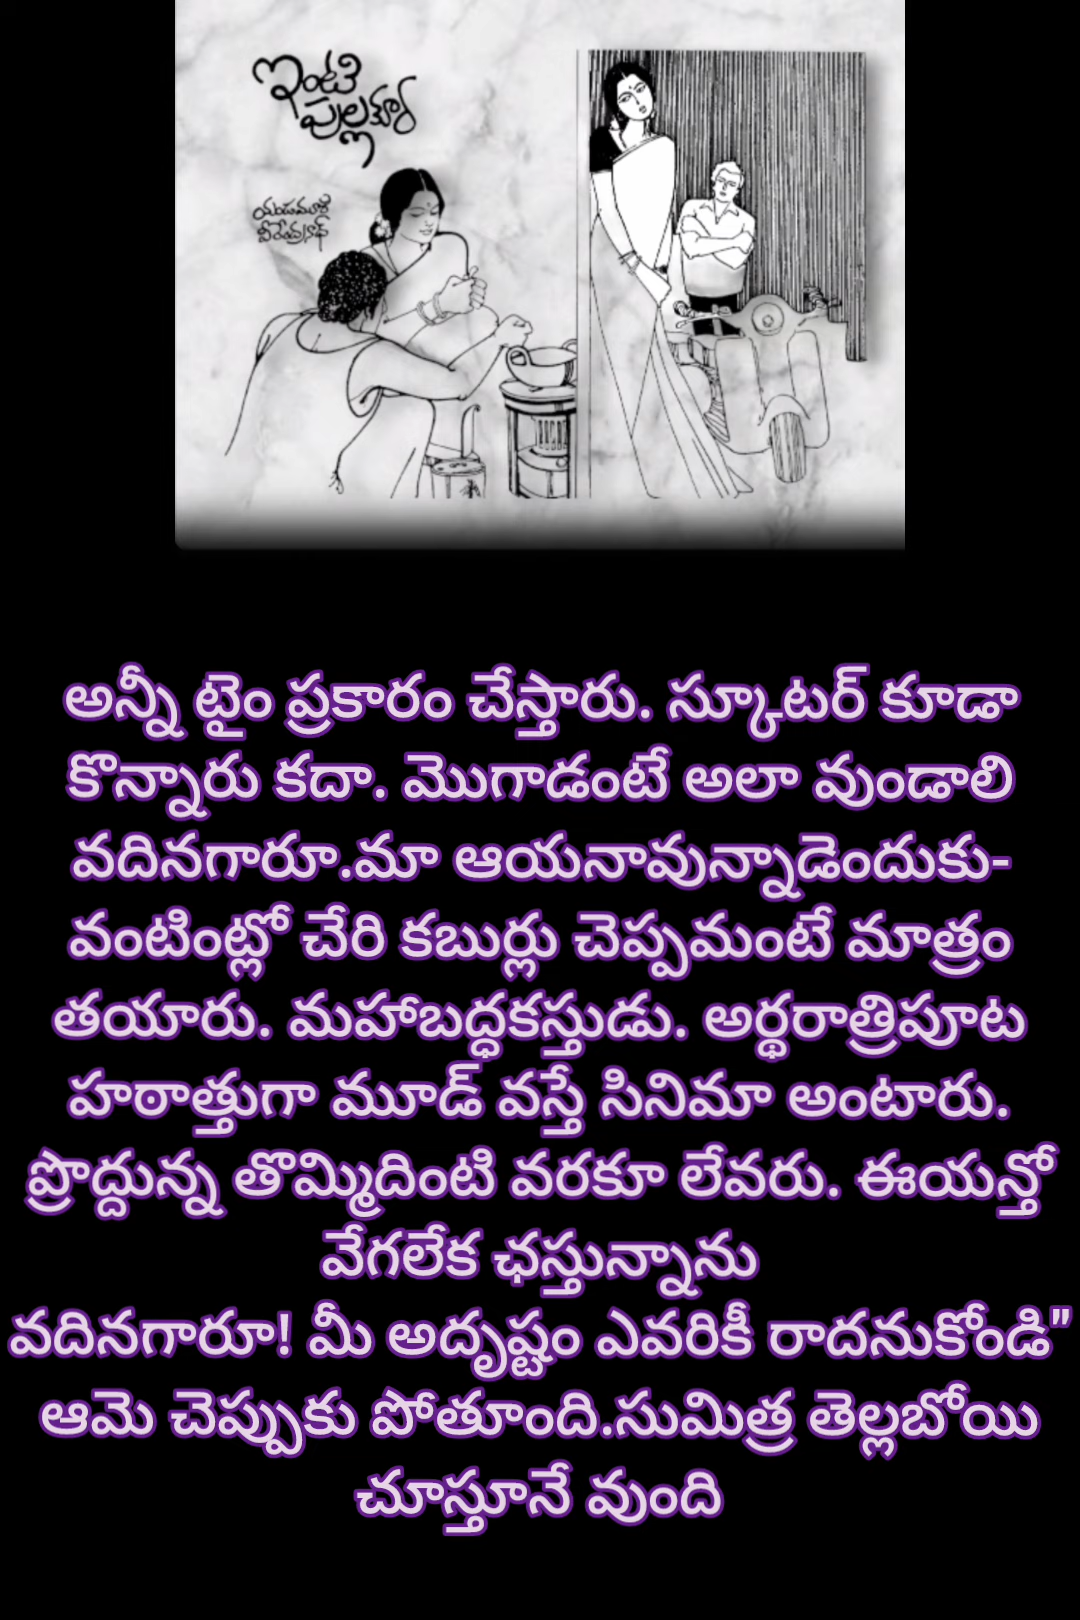 ఇంటి
పుల్లకూర
యండమూరి
వీరేంద్రనాథ్
అన్నీ టైం ప్రకారం చేస్తారు. స్కూటర్ కూడా
కొన్నారు కదా. మొగాడంటే అలా వుండాలి
వదినగారూ.మా ఆయనావున్నాడెందుకు-
వంటింట్లో చేరి కబుర్లు చెప్పమంటే మాత్రం
తయారు. మహాబద్ధకస్తుడు. అర్థరాత్రిపూట
హఠాత్తుగా మూడ్ వస్తే సినిమా అంటారు.
ప్రొద్దున్న తొమ్మిదింటి వరకూ లేవరు. ఈయన్తో
వేగలేక ఛస్తున్నాను
వదినగారూ! మీ అదృష్టం ఎవరికీ రాదనుకోండి"
ఆమె చెప్పుకు పోతూంది.సుమిత్ర తెల్లబోయి
చూస్తూనే వుంది